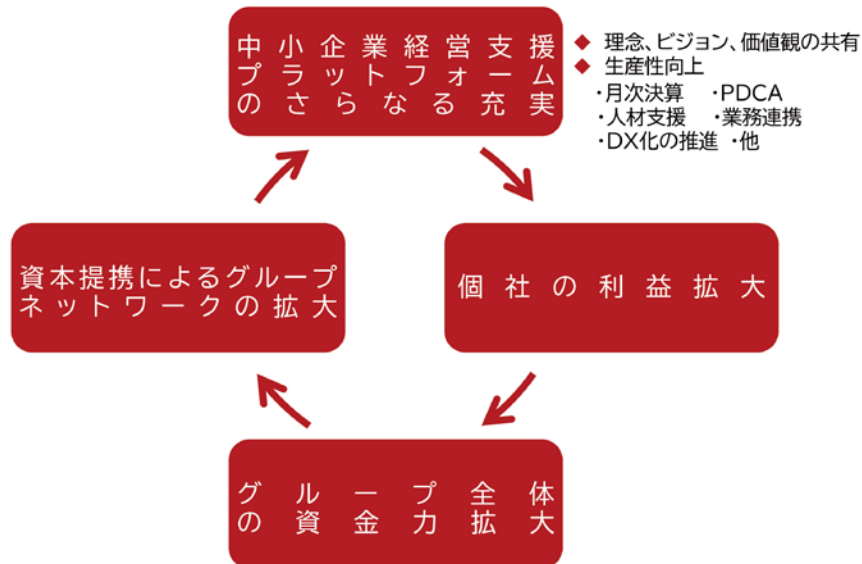 中小企業経営支援
プラットフォーム
のさらなる充実
◆ 理念、ビジョン、価値観の共有
◆ 生産性向上
・月次決算 ・PDCA
・人材支援 ・業務連携
・DX化の推進 ・他
資本提携によるグループ
ネットワークの拡大
個社の利益拡大
グループ全体
の資金力拡大